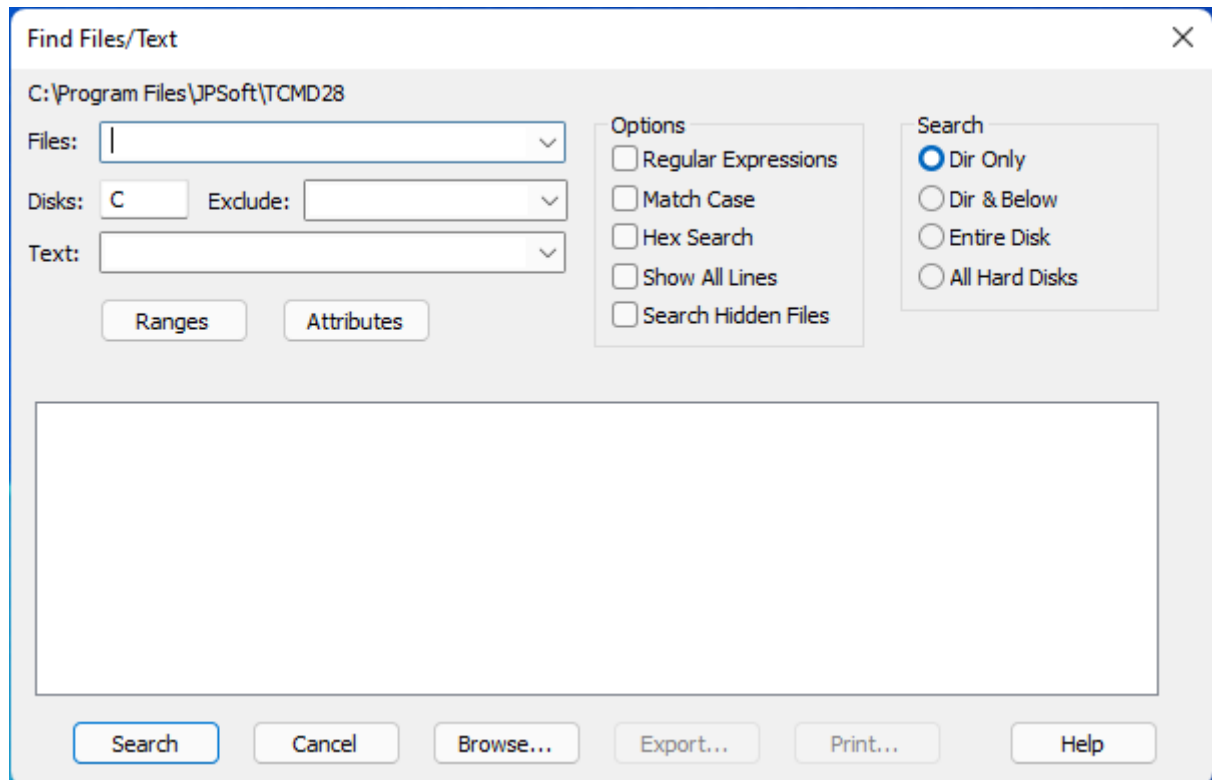 Find Files/Text
C:\Program Files\JPSoft\TCMD28
Files:
Disks: C Exclude:
Text:
Ranges Attributes
Options
Regular Expressions
Match Case
Hex Search
Show All Lines
Search Hidden Files
Search
Dir Only
Dir & Below
Entire Disk
All Hard Disks
Search Cancel Browse... Export... Print... Help